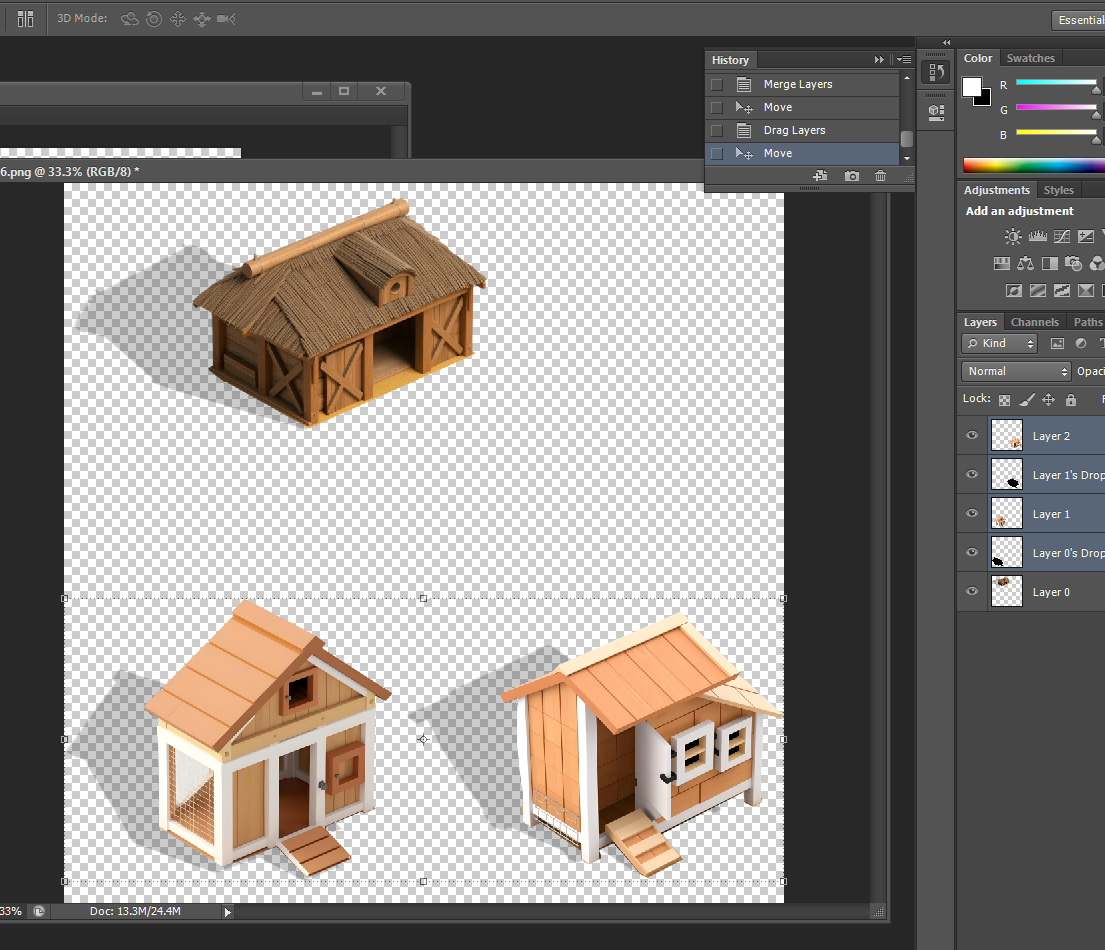 3D Mode:
Essential
History
Merge Layers
Move
Drag Layers
Move
Color
Swatches
R
G
B
6.png @ 33.3% (RGB/8) *
Adjustments
Styles
Add an adjustment
Layers
Channels
Paths
Kind
T
Normal
Opaci
Lock:
F
Layer 2
Layer 1's Drop
Layer 1
Layer 0's Drop
Layer 0
33%
Doc: 13.3M/24.4M